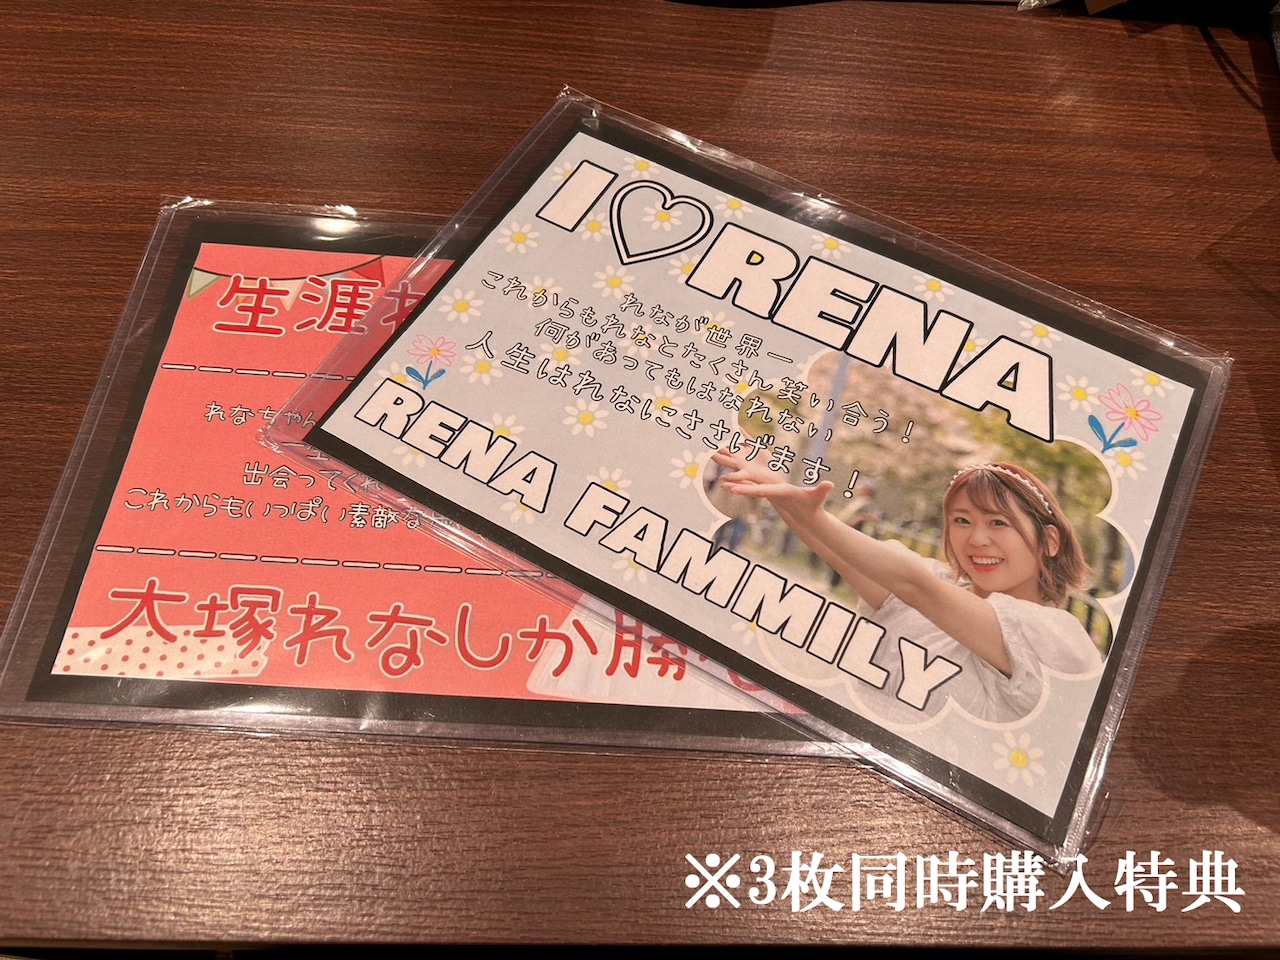 I♡RENA
れなが世界一
これからもれなとたくさん笑い合う!
何があってもはなれない
人生はれなにささげます!
RENA FAMMILY
生涯
れなちゃん
出会ってくれ
これからもいっぱい素敵な
大塚れなしか勝
※3枚同時購入特典